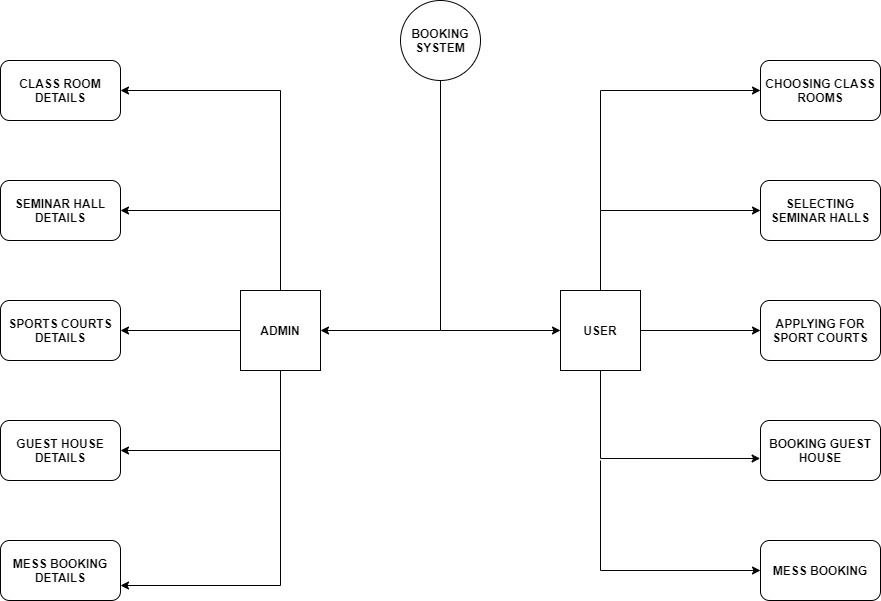 BOOKING
SYSTEM
CLASS ROOM
DETAILS
CHOOSING CLASS
ROOMS
SEMINAR HALL
DETAILS
SELECTING
SEMINAR HALLS
SPORTS COURTS
DETAILS
ADMIN
USER
APPLYING FOR
SPORT COURTS
GUEST HOUSE
DETAILS
BOOKING GUEST
HOUSE
MESS BOOKING
DETAILS
MESS BOOKING